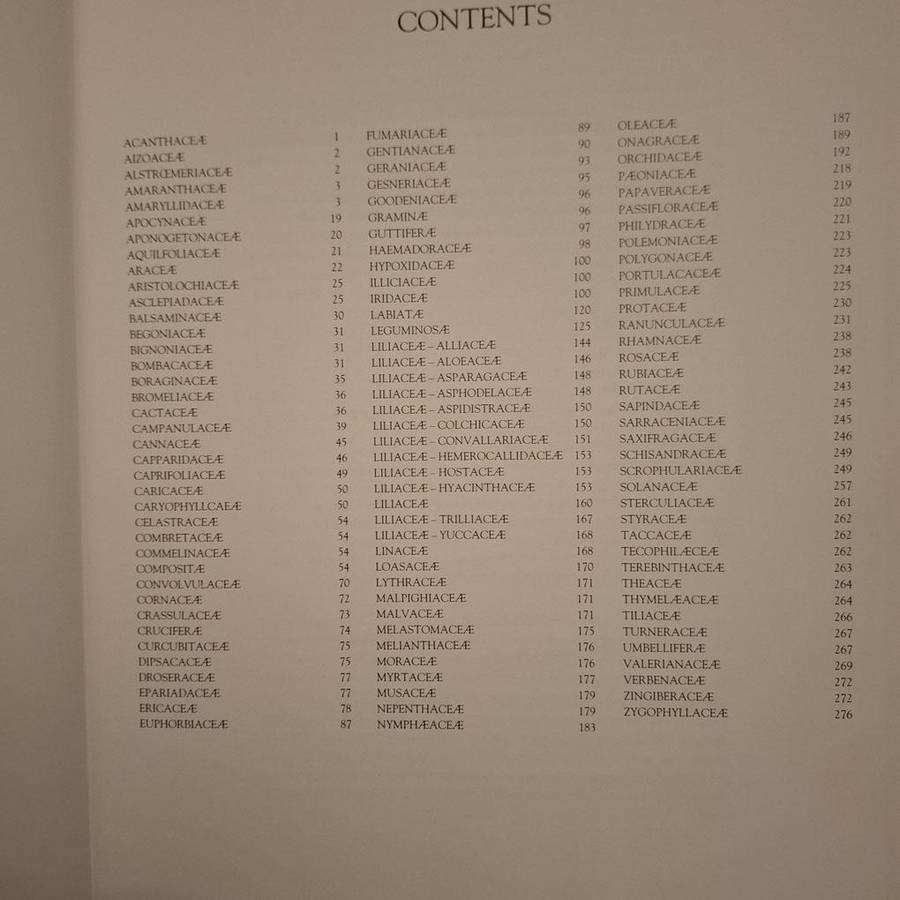 CONTENTS
ACANTHACEÆ 1
AIZOACEÆ 2
ALSTRŒMERIACEÆ 2
AMARANTHACEÆ 3
AMARYLLIDACEÆ 3
APOCYNACEÆ 19
APONOGETONACEÆ 20
AQUILFOLIACEÆ 21
ARACEÆ 22
ARISTOLOCHIACEÆ 25
ASCLEPIADACEÆ 25
BALSAMINACEÆ 30
BEGONIACEÆ 31
BIGNONIACEÆ 31
BOMBACACEÆ 31
BORAGINACEÆ 35
BROMELIACEÆ 36
CACTACEÆ 36
CAMPANULACEÆ 39
CANNACEÆ 45
CAPPARIDACEÆ 46
CAPRIFOLIACEÆ 49
CARICACEÆ 50
CARYOPHYLLCAEÆ 50
CELASTRACEÆ 54
COMBRETACEÆ 54
COMMELINACEÆ 54
COMPOSITÆ 54
CONVOLVULACEÆ 70
CORNACEÆ 72
CRASSULACEÆ 73
CRUCIFERÆ 74
CURCUBITACEÆ 75
DIPSACACEÆ 75
DROSERACEÆ 77
EPARIADACEÆ 77
ERICACEÆ 78
EUPHORBIACEÆ 87
FUMARIACEÆ 89
GENTIANACEÆ 90
GERANIACEÆ 93
GESNERIACEÆ 95
GOODENIACEÆ 96
GRAMINÆ 96
GUTTIFERÆ 97
HAEMADORACEÆ 98
HYPOXIDACEÆ 100
ILLICIACEÆ 100
IRIDACEÆ 100
LABIATÆ 120
LEGUMINOSÆ 125
LILIACEÆ – ALLIACEÆ 144
LILIACEÆ – ALOEACEÆ 146
LILIACEÆ – ASPARAGACEÆ 148
LILIACEÆ – ASPHODELACEÆ 148
LILIACEÆ – ASPIDISTRACEÆ 150
LILIACEÆ – COLCHICACEÆ 150
LILIACEÆ – CONVALLARIACEÆ 151
LILIACEÆ – HEMEROCALLIDACEÆ 153
LILIACEÆ – HOSTACEÆ 153
LILIACEÆ – HYACINTHACEÆ 153
LILIACEÆ 160
LILIACEÆ – TRILLIACEÆ 167
LILIACEÆ – YUCCACEÆ 168
LINACEÆ 168
LOASACEÆ 170
LYTHRACEÆ 171
MALPIGHIACEÆ 171
MALVACEÆ 171
MELASTOMACEÆ 175
MELIANTHACEÆ 176
MORACEÆ 176
MYRTACEÆ 177
MUSACEÆ 179
NEPENTHACEÆ 179
NYMPHÆACEÆ 183
OLEACEÆ 187
ONAGRACEÆ 189
ORCHIDACEÆ 192
PÆONIACEÆ 218
PAPAVERACEÆ 219
PASSIFLORACEÆ 220
PHILYDRACEÆ 221
POLEMONIACEÆ 223
POLYGONACEÆ 223
PORTULACACEÆ 224
PRIMULACEÆ 225
PROTACEÆ 230
RANUNCULACEÆ 231
RHAMNACEÆ 238
ROSACEÆ 238
RUBIACEÆ 242
RUTACEÆ 243
SAPINDACEÆ 245
SARRACENIACEÆ 245
SAXIFRAGACEÆ 246
SCHISANDRACEÆ 249
SCROPHULARIACEÆ 249
SOLANACEÆ 257
STERCULIACEÆ 261
STYRACEÆ 262
TACCACEÆ 262
TECOPHILÆCEÆ 262
TEREBINTHACEÆ 263
THEACEÆ 264
THYMELÆACEÆ 264
TILIACEÆ 266
TURNERACEÆ 267
UMBELLIFERÆ 267
VALERIANACEÆ 269
VERBENACEÆ 272
ZINGIBERACEÆ 272
ZYGOPHYLLACEÆ 276